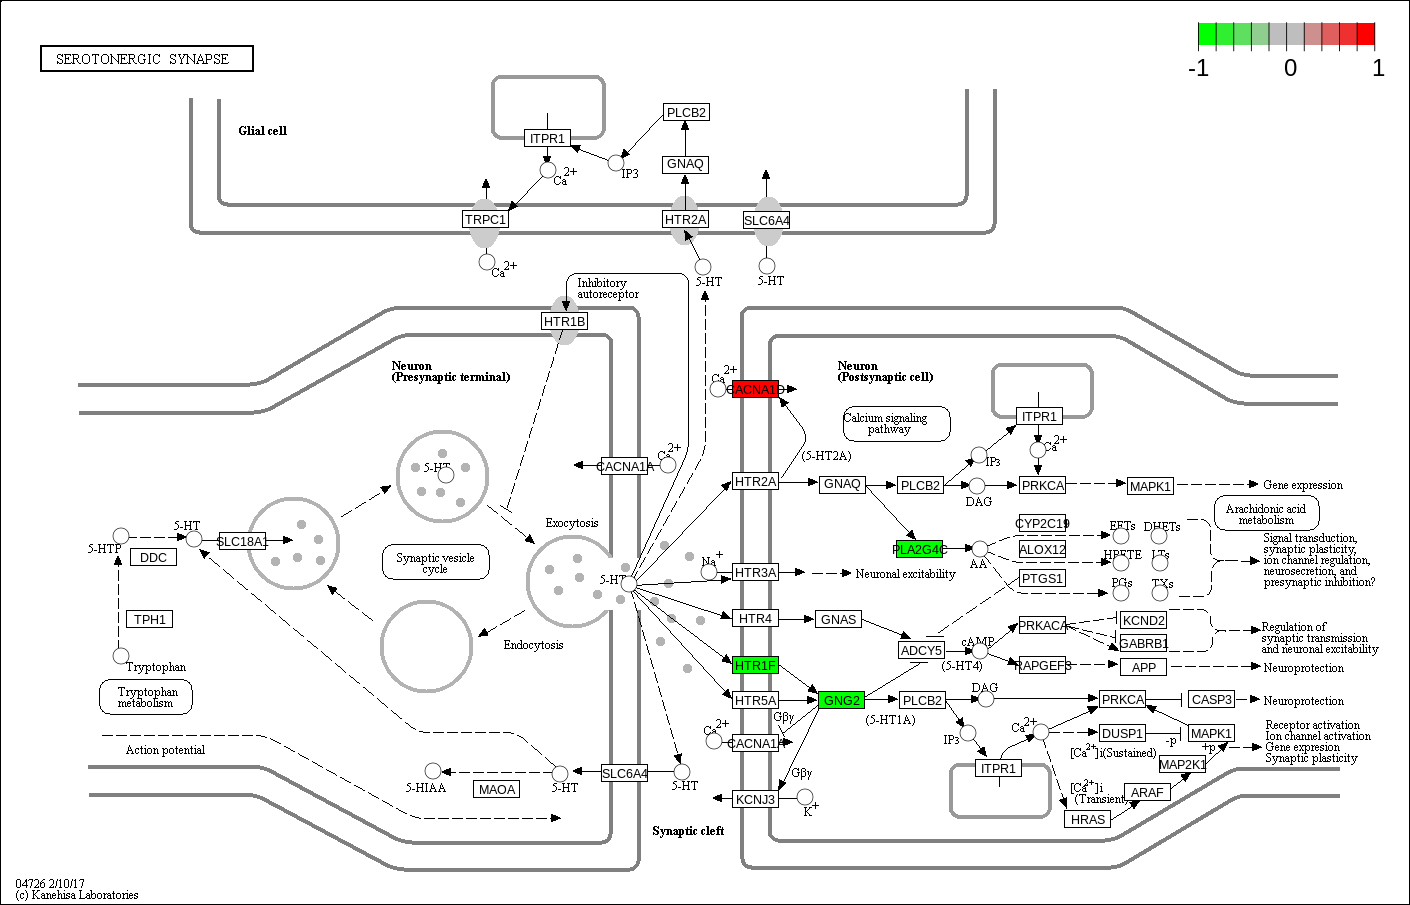 SEROTONERGIC SYNAPSE
-1 0 1
Glial cell
ITPR1
PLCB2
GNAQ
Ca2+
IP3
TRPC1
HTR2A
SLC6A4
Ca2+
5-HT
5-HT
Inhibitory
autoreceptor
HTR1B
Neuron
(Presynaptic terminal)
Neuron
(Postsynaptic cell)
Ca2+
CACNA1D
Calcium signaling
pathway
ITPR1
Ca2+
IP3
(5-HT2A)
5-HT
CACNA1A
Ca2+
HTR2A
GNAQ
PLCB2
DAG
PRKCA
MAPK1
Gene expression
Arachidonic acid
metabolism
5-HTP
DDC
5-HT
SLC18A1
Exocytosis
Synaptic vesicle
cycle
PLA2G4C
AA
CYP2C19
ALOX12
PTGS1
EETs
DHETs
HPETE
LTs
PGs
TXs
Signal transduction,
synaptic plasticity,
ion channel regulation,
neurosecretion, and
presynaptic inhibition?
5-HT
Na+
HTR3A
Neuronal excitability
TPH1
Endocytosis
HTR4
GNAS
ADCY5
cAMP
(5-HT4)
PRKACA
KCND2
GABRB1
Regulation of
synaptic transmission
and neuronal excitability
Tryptophan
Tryptophan
metabolism
HTR1F
RAPGEF3
APP
Neuroprotection
HTR5A
GNG2
PLCB2
DAG
PRKCA
CASP3
Neuroprotection
Gβγ
(5-HT1A)
Action potential
Ca2+
CACNA1A
IP3
Ca2+
DUSP1
-p
MAPK1
Receptor activation
Ion channel activation
Gene expresion
Synaptic plasticity
[Ca2+]i(Sustained)
+p
MAP2K1
5-HIAA
MAOA
5-HT
SLC6A4
5-HT
Gβγ
ITPR1
[Ca2+]i
(Transient)
ARAF
HRAS
KCNJ3
K+
Synaptic cleft
04726 2/10/17
(c) Kanehisa Laboratories